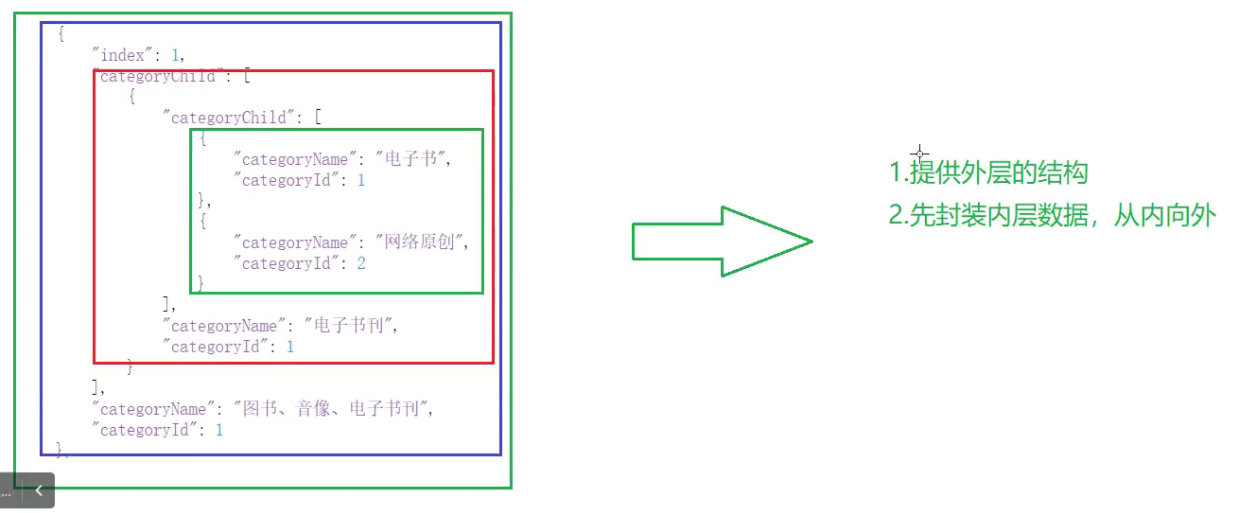 {
"index": 1,
"categoryChild": [
{
"categoryChild": [
{
"categoryName": "电子书",
"categoryId": 1
},
{
"categoryName": "网络原创",
"categoryId": 2
}
],
"categoryName": "电子书刊",
"categoryId": 1
}
],
"categoryName": "图书、音像、电子书刊",
"categoryId": 1
},
1.提供外层的结构
2.先封装内层数据，从内向外
...